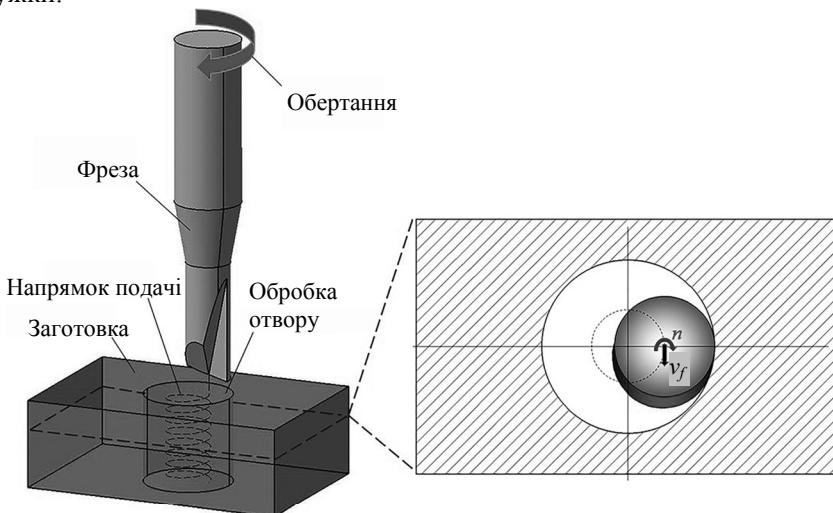 Обертання
Фреза
Напрямок подачі
Заготовка
Обробка
отвору
n
v_f